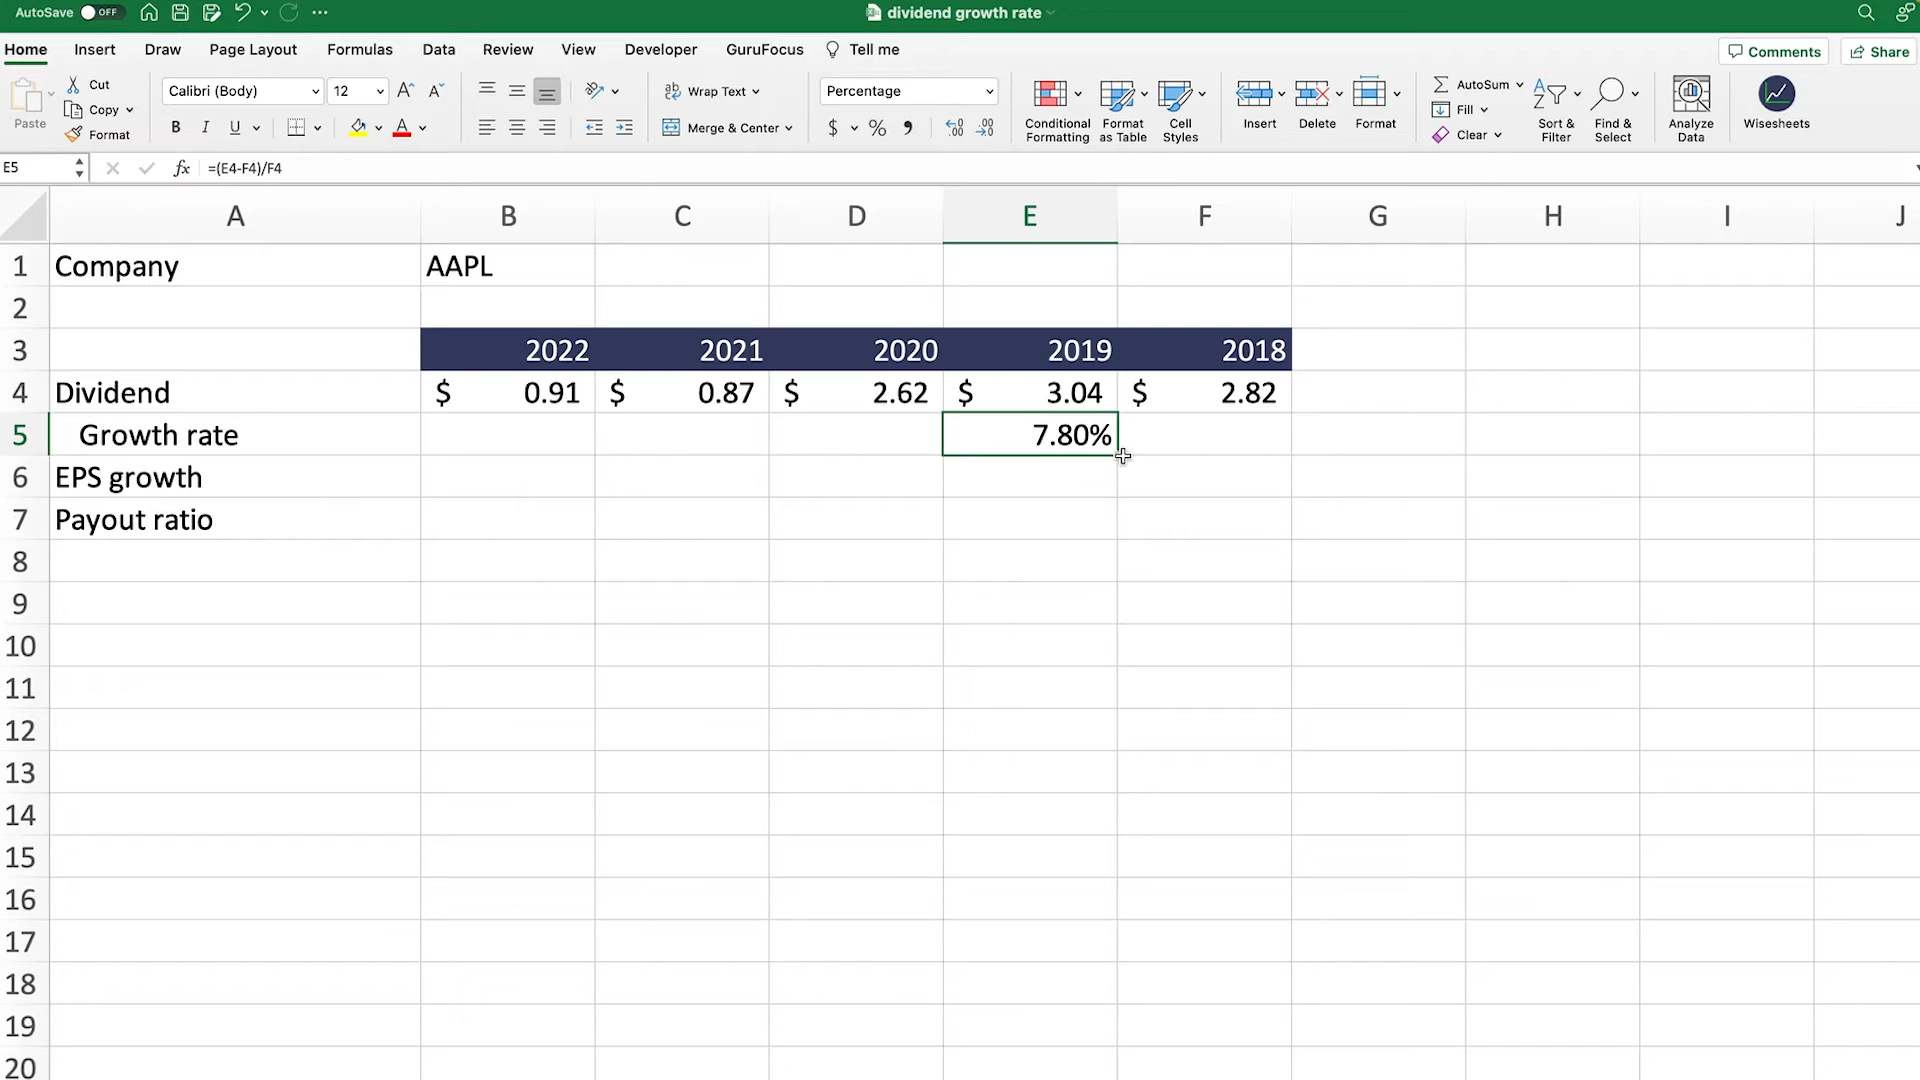 AutoSave OFF dividend growth rate
Home Insert Draw Page Layout Formulas Data Review View Developer GuruFocus Tell me Comments Share
Paste Cut Copy Format
Calibri (Body) 12
B I U A
Wrap Text
Merge & Center
Percentage
$ %
Conditional Formatting
Format as Table
Cell Styles
Insert Delete Format
AutoSum
Fill
Clear
Sort & Filter
Find & Select
Analyze Data
Wisesheets
E5 fx =(E4-F4)/F4
A B C D E F G H I J
1 Company AAPL
2
3 2022 2021 2020 2019 2018
4 Dividend $ 0.91 $ 0.87 $ 2.62 $ 3.04 $ 2.82
5 Growth rate 7.80%
6 EPS growth
7 Payout ratio
8
9
10
11
12
13
14
15
16
17
18
19
20